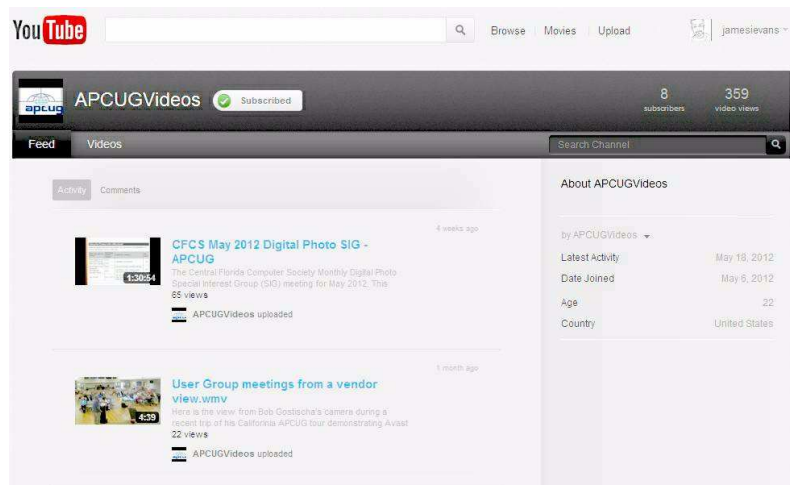 YouTube
Browse Movies Upload jamesievans
apcug
APCUGVideos Subscribed
8 359
subscribers video views
Feed Videos Search Channel
Activity Comments
About APCUGVideos
4 weeks ago
CFCS May 2012 Digital Photo SIG -
APCUG
The Central Florida Computer Society Monthly Digital Photo
Special Interest Group (SIG) meeting for May 2012. This
65 views
1:30:54
APCUGVideos uploaded
1 month ago
User Group meetings from a vendor
view.wmv
Here is the view from Bob Gostischa's camera during a
recent trip of his California APCUG tour demonstrating Avast
22 views
4:39
APCUGVideos uploaded
by APCUGVideos
Latest Activity May 18, 2012
Date Joined May 6, 2012
Age 22
Country United States